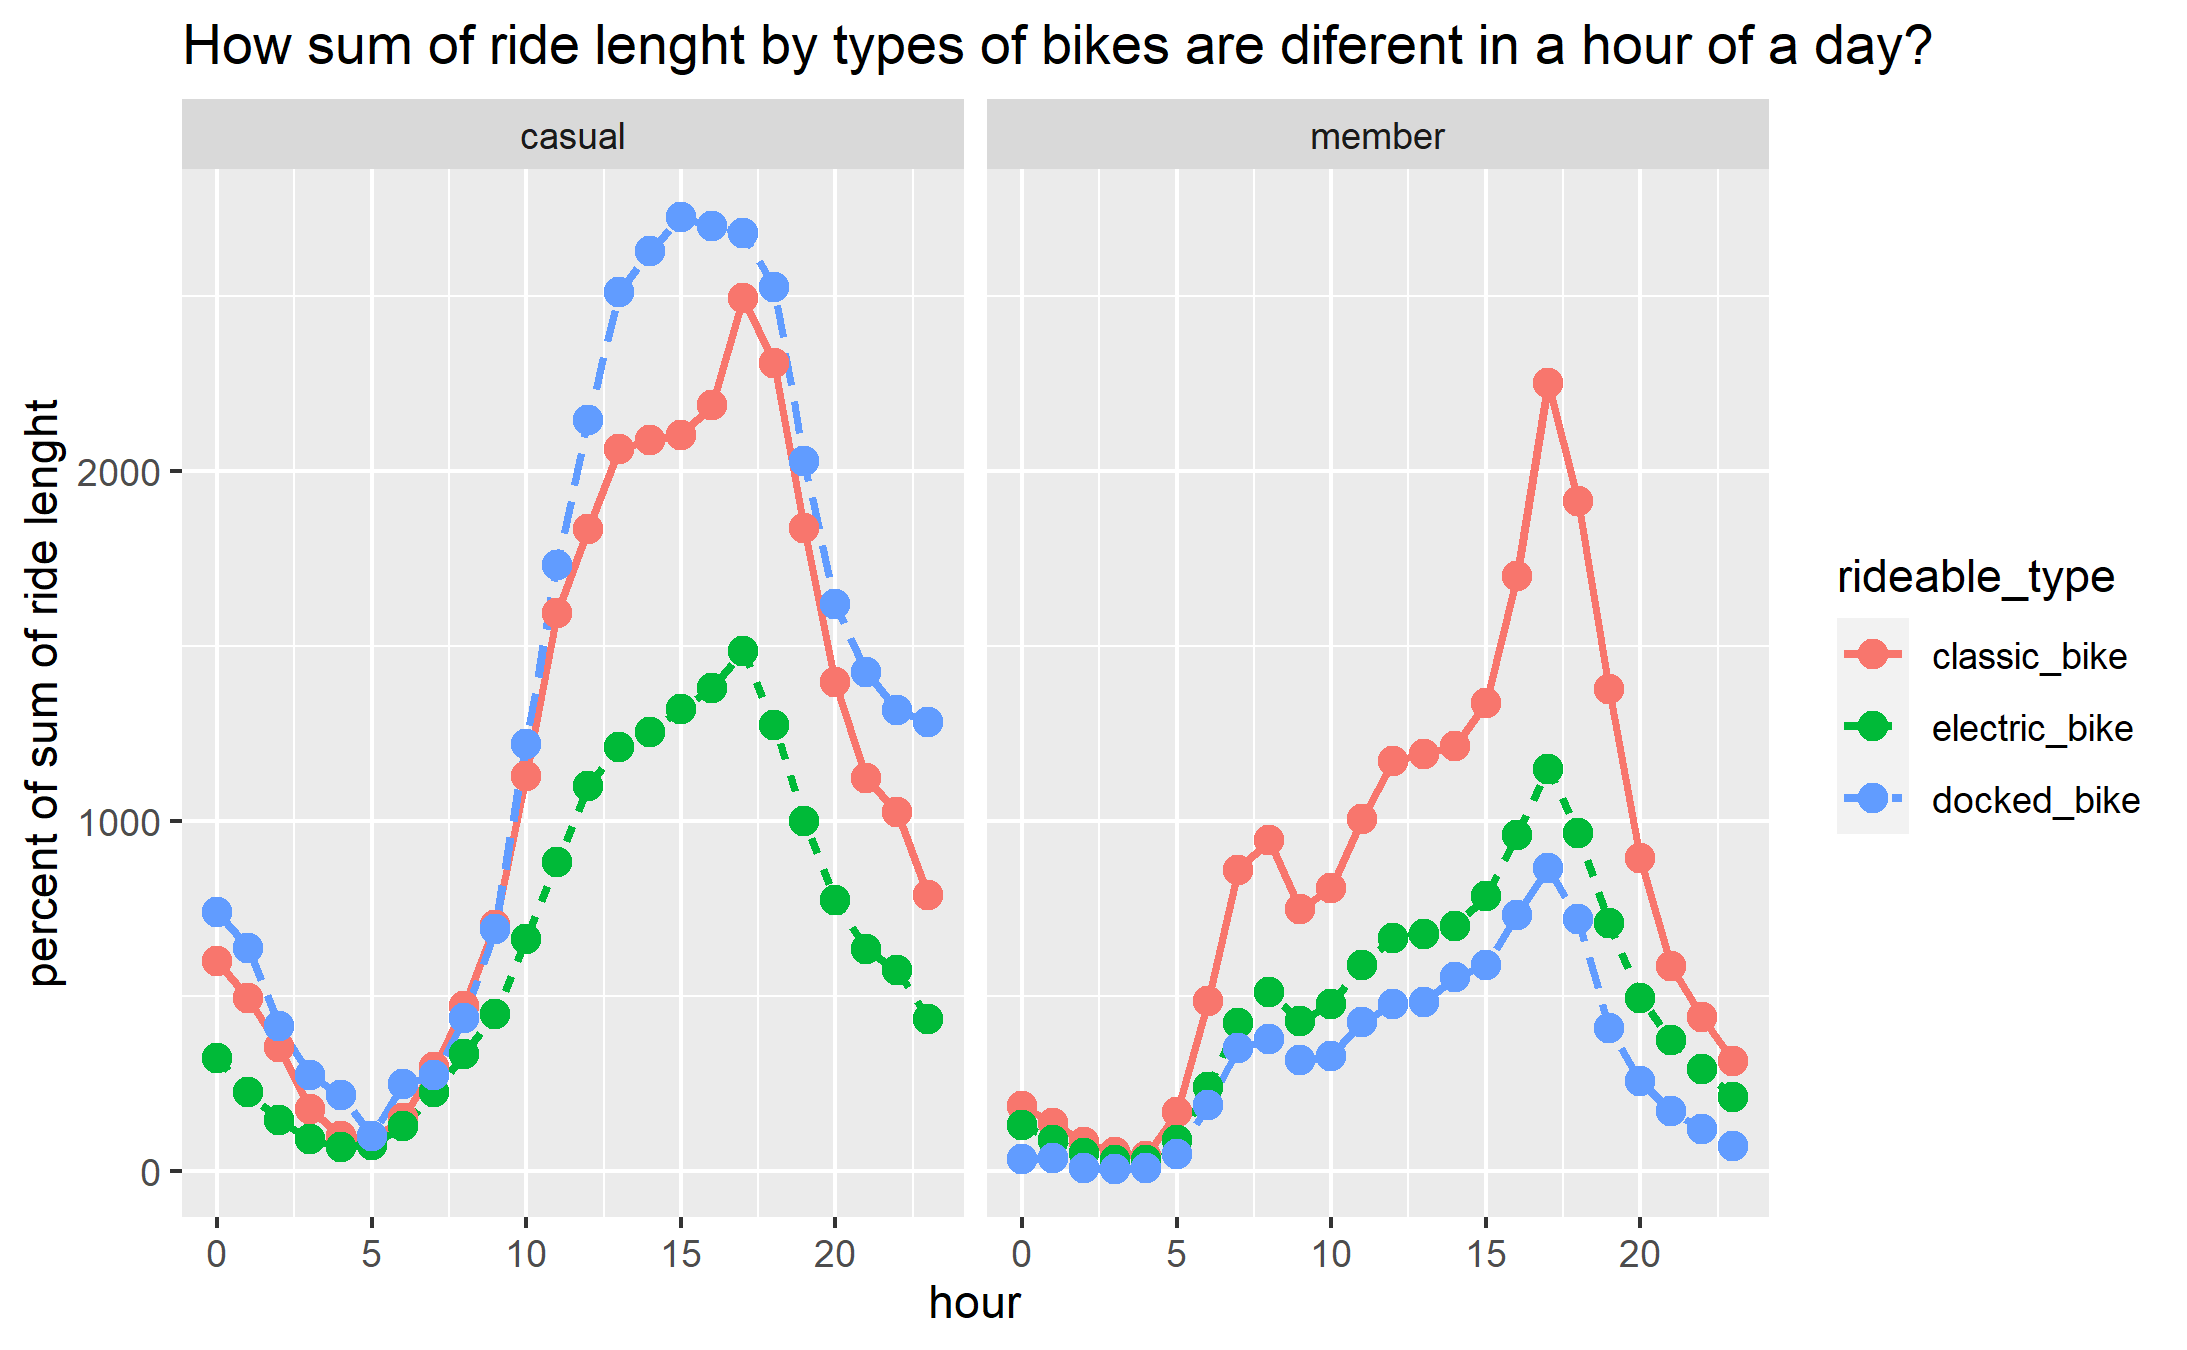 How sum of ride lenght by types of bikes are diferent in a hour of a day?
casual
member
percent of sum of ride lenght
2000
1000
0
0 5 10 15 20
0 5 10 15 20
hour
rideable_type
classic_bike
electric_bike
docked_bike